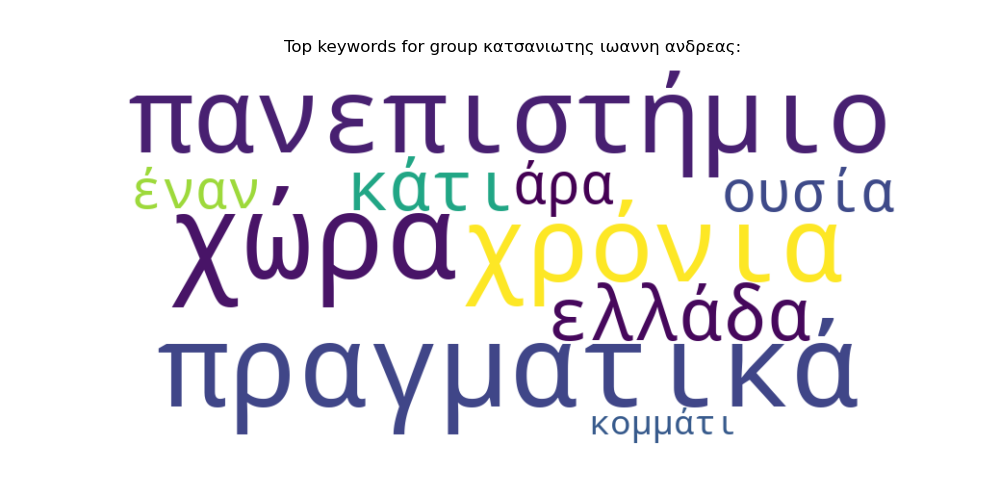 Top keywords for group κατσανιωτης ιωαννη ανδρεας:
πανεπιστήμιο
έναν κάτι άρα ουσία
χώρα χρόνια
ελλάδα
πραγματικά
κομμάτι